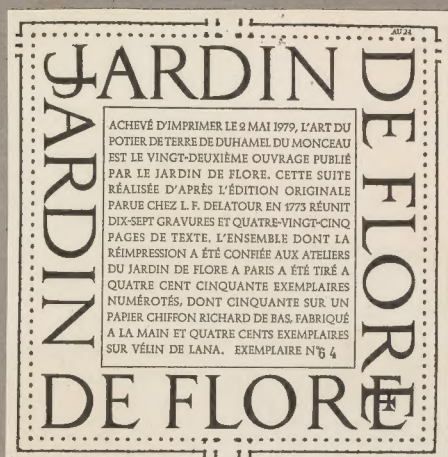 AU 24
JARDIN
DE FLORE
JARDIN
ACHEVÉ D'IMPRIMER LE 2 MAI 1979, L'ART DU
POTIER DE TERRE DE DUHAMEL DU MONCEAU
EST LE VINGT-DEUXIÈME OUVRAGE PUBLIÉ
PAR LE JARDIN DE FLORE. CETTE SUITE
RÉALISÉE D'APRÈS L'ÉDITION ORIGINALE
PARUE CHEZ L. F. DELATOUR EN 1773 RÉUNIT
DIX-SEPT GRAVURES ET QUATRE-VINGT-CINQ
PAGES DE TEXTE. L'ENSEMBLE DONT LA
RÉIMPRESSION A ÉTÉ CONFIÉE AUX ATELIERS
DU JARDIN DE FLORE A PARIS A ÉTÉ TIRÉ A
QUATRE CENT CINQUANTE EXEMPLAIRES
NUMÉROTÉS, DONT CINQUANTE SUR UN
PAPIER CHIFFON RICHARD DE BAS, FABRIQUÉ
A LA MAIN ET QUATRE CENTS EXEMPLAIRES
SUR VÉLIN DE LANA. EXEMPLAIRE N° 64
DE FLORE